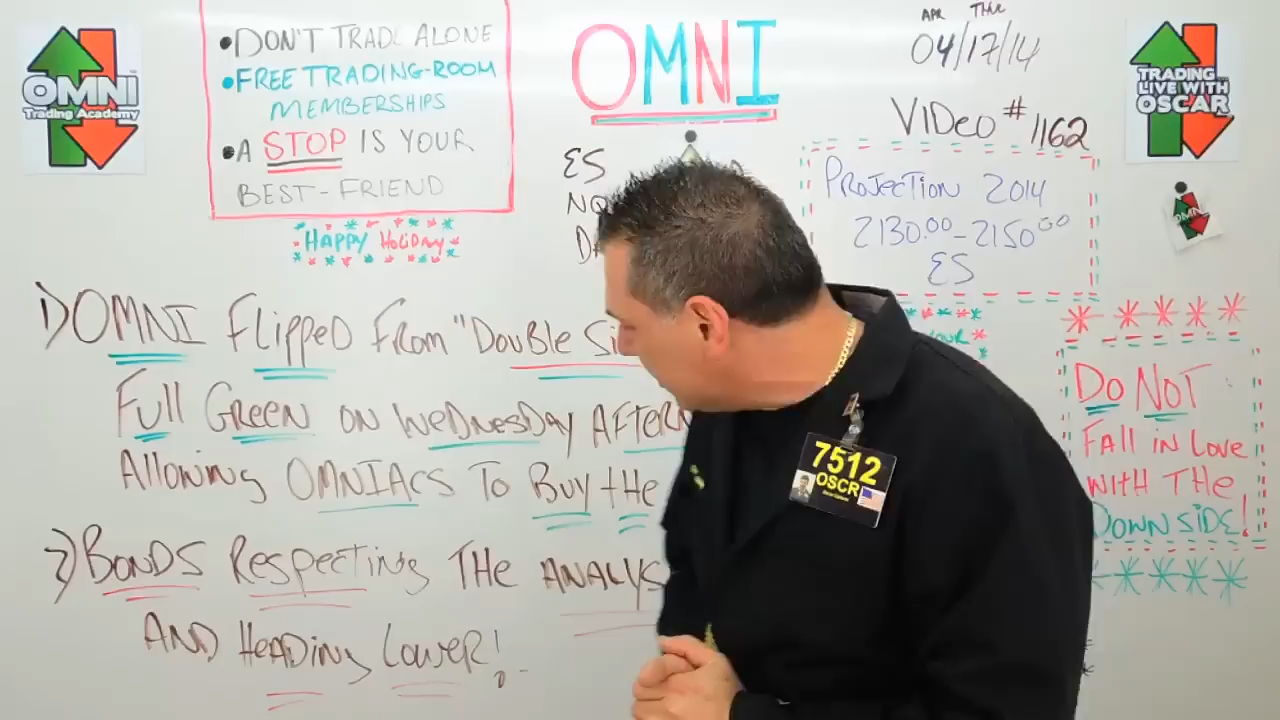 OMNI
Trading Academy
•DON'T TRADE ALONE
•FREE TRADING-ROOM
MEMBERSHIPS
•A STOP IS YOUR
BEST-FRIEND
HAPPY HOLIDAY
OMNI
ES
NQ
APR THU
04/17/14
VIDEO #1162
PROJECTION 2014
2130.00-2150.00
ES
TRADING
LIVE WITH
OSCAR
OMNI
1) OMNI FLIPPED FROM "DOUBLE
FULL GREEN ON WEDNESDAY
ALLOWING OMNIACS TO BUY THE
2) BONDS RESPECTING THE
AND HEADING LOWER!
DO NOT
FALL IN LOVE
WITH THE
DOWNSIDE!
7512
OSCR